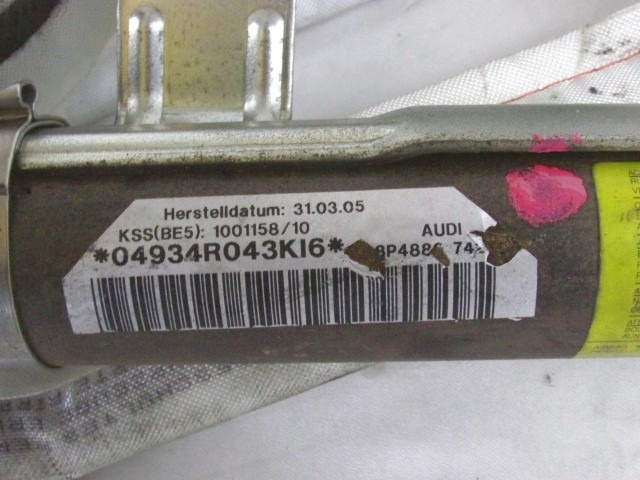 Herstelldatum: 31.03.05
KSS(BE5): 1001158/10 AUDI
*04934R043KI6*